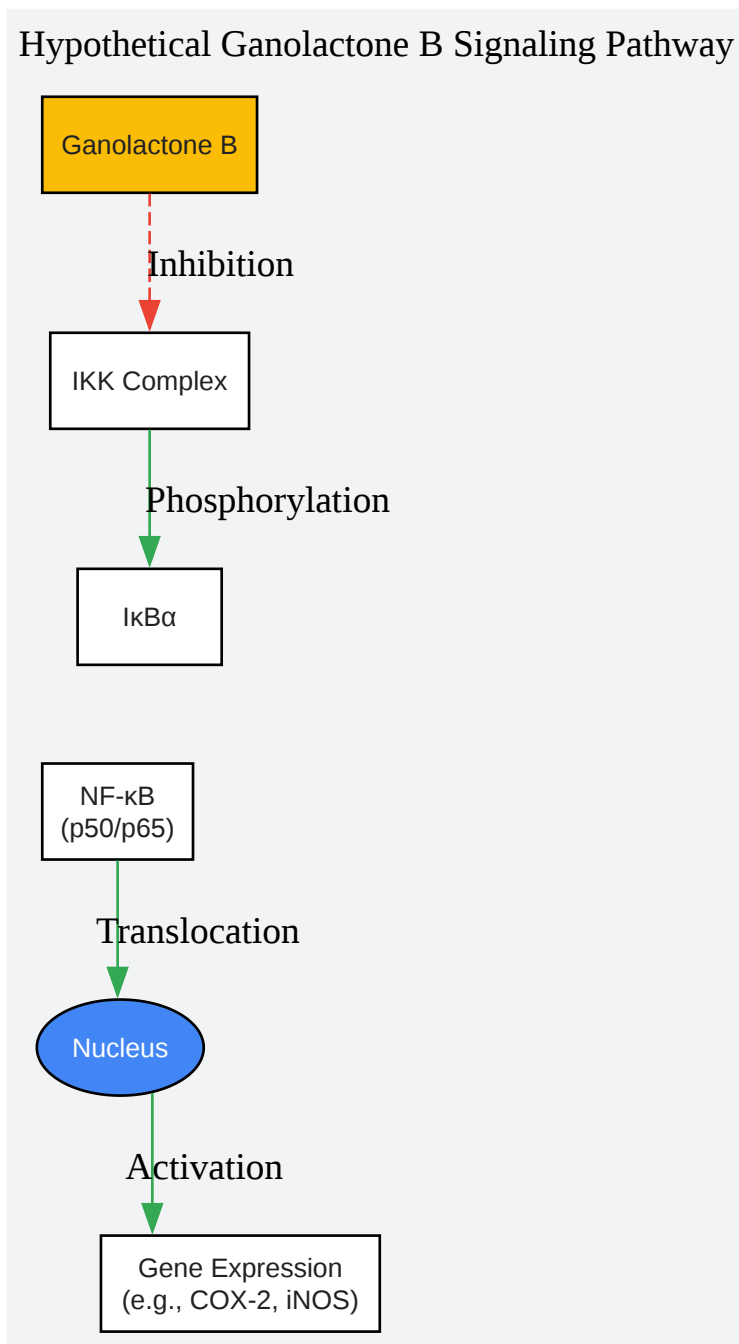 Hypothetical Ganolactone B Signaling Pathway
Ganolactone B
Inhibition
IKK Complex
Phosphorylation
IκBα
NF-κB
(p50/p65)
Translocation
Nucleus
Activation
Gene Expression
(e.g., COX-2, iNOS)